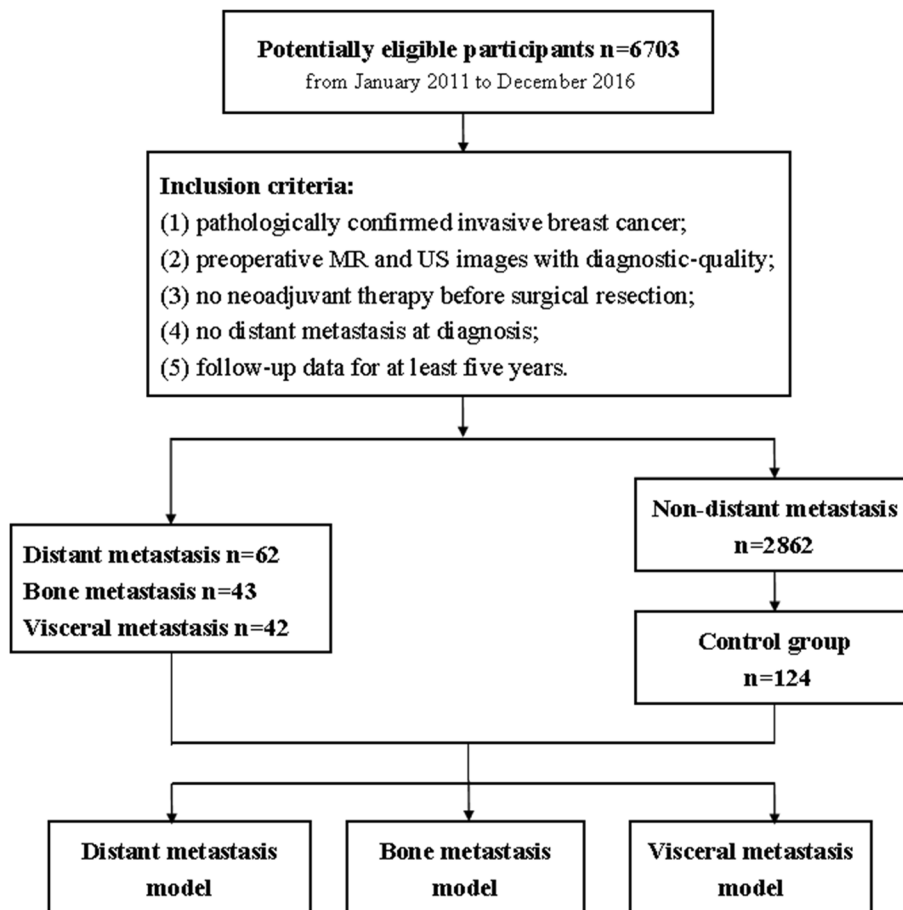 Potentially eligible participants n=6703
from January 2011 to December 2016
Inclusion criteria:
(1) pathologically confirmed invasive breast cancer;
(2) preoperative MR and US images with diagnostic-quality;
(3) no neoadjuvant therapy before surgical resection;
(4) no distant metastasis at diagnosis;
(5) follow-up data for at least five years.
Distant metastasis n=62
Bone metastasis n=43
Visceral metastasis n=42
Non-distant metastasis
n=2862
Control group
n=124
Distant metastasis
model
Bone metastasis
model
Visceral metastasis
model